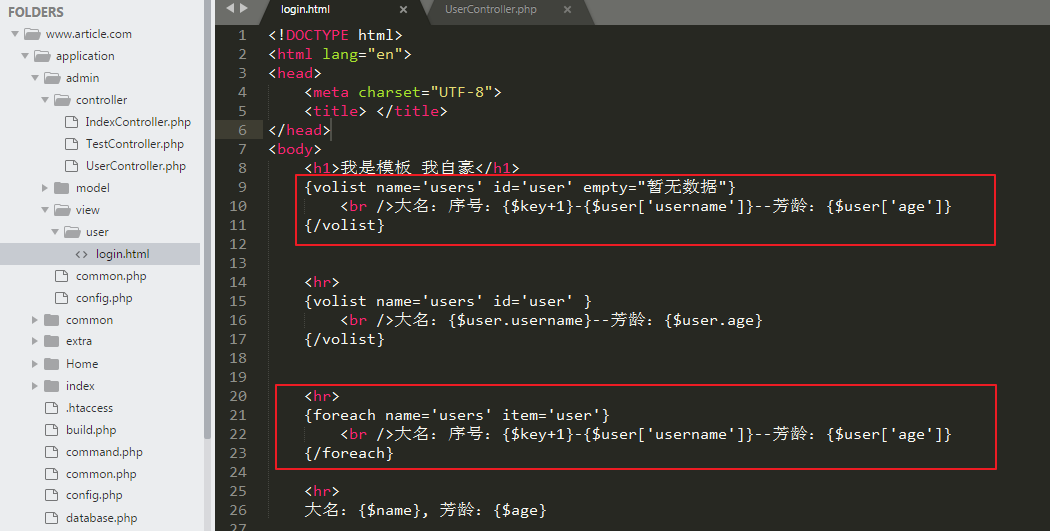 FOLDERS
www.article.com
application
admin
controller
IndexController.php
TestController.php
UserController.php
model
view
user
<> login.html
common.php
config.php
common
extra
Home
index
.htaccess
build.php
command.php
common.php
config.php
database.php
login.html ×
UserController.php ×
1 <!DOCTYPE html>
2 <html lang="en">
3 <head>
4 <meta charset="UTF-8">
5 <title> </title>
6 </head>
7 <body>
8 <h1>我是模板 我自豪</h1>
9 {volist name='users' id='user' empty="暂无数据"}
10 <br />大名: 序号: {$key+1}-{$user['username']}--芳龄: {$user['age']}
11 {/volist}
12
13
14 <hr>
15 {volist name='users' id='user' }
16 <br />大名: {$user.username}--芳龄: {$user.age}
17 {/volist}
18
19
20 <hr>
21 {foreach name='users' item='user'}
22 <br />大名: 序号: {$key+1}-{$user['username']}--芳龄: {$user['age']}
23 {/foreach}
24
25 <hr>
26 大名: {$name}, 芳龄: {$age}
27